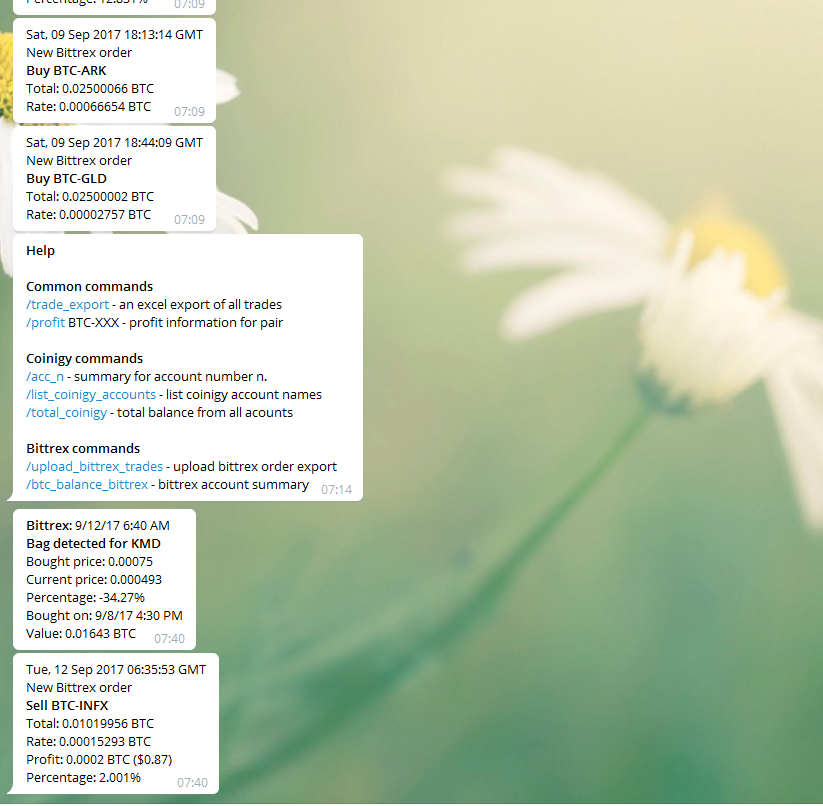 Percentage: 12.831%
07:09
Sat, 09 Sep 2017 18:13:14 GMT
New Bittrex order
Buy BTC-ARK
Total: 0.02500066 BTC
Rate: 0.00066654 BTC
07:09
Sat, 09 Sep 2017 18:44:09 GMT
New Bittrex order
Buy BTC-GLD
Total: 0.02500002 BTC
Rate: 0.00002757 BTC
07:09
Help
Common commands
/trade_export - an excel export of all trades
/profit BTC-XXX - profit information for pair
Coinigy commands
/acc_n - summary for account number n.
/list_coinigy_accounts - list coinigy account names
/total_coinigy - total balance from all acounts
Bittrex commands
/upload_bittrex_trades - upload bittrex order export
/btc_balance_bittrex - bittrex account summary
07:14
Bittrex: 9/12/17 6:40 AM
Bag detected for KMD
Bought price: 0.00075
Current price: 0.000493
Percentage: -34.27%
Bought on: 9/8/17 4:30 PM
Value: 0.01643 BTC
07:40
Tue, 12 Sep 2017 06:35:53 GMT
New Bittrex order
Sell BTC-INFX
Total: 0.01019956 BTC
Rate: 0.00015293 BTC
Profit: 0.0002 BTC ($0.87)
Percentage: 2.001%
07:40